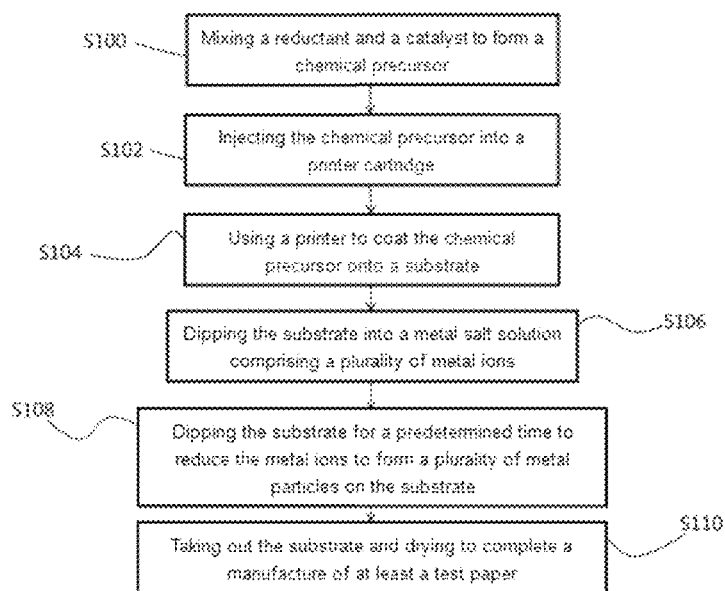 S100
Mixing a reductant and a catalyst to form a
chemical precursor
S102
Injecting the chemical precursor into a
printer cartridge
S104
Using a printer to coat the chemical
precursor onto a substrate
S106
Dipping the substrate into a metal salt solution
comprising a plurality of metal ions
S108
Dipping the substrate for a predetermined time to
reduce the metal ions to form a plurality of metal
particles on the substrate
S110
Taking out the substrate and drying to complete a
manufacture of at least a test paper